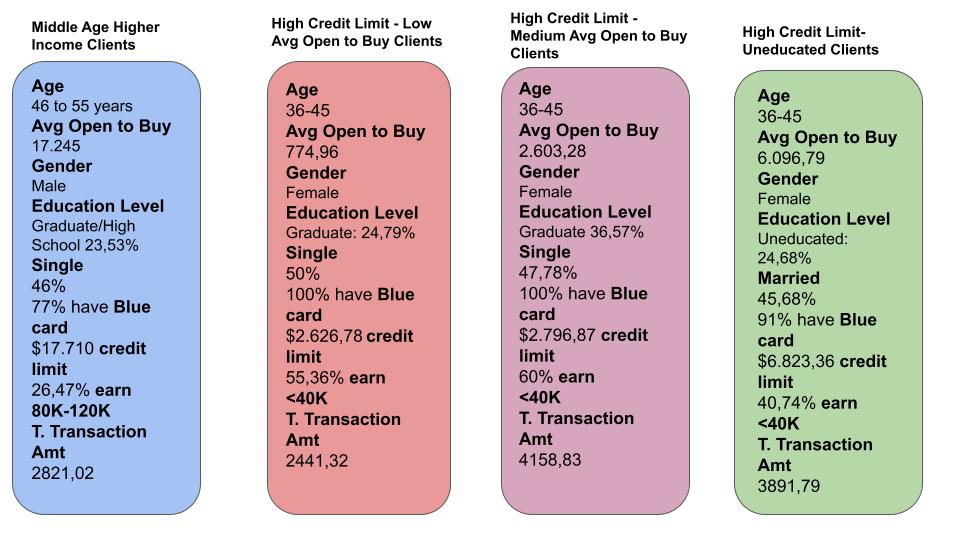 Middle Age Higher
Income Clients
Age
46 to 55 years
Avg Open to Buy
17.245
Gender
Male
Education Level
Graduate/High
School 23,53%
Single
46%
77% have Blue
card
$17.710 credit
limit
26,47% earn
80K-120K
T. Transaction
Amt
2821,02
High Credit Limit - Low
Avg Open to Buy Clients
Age
36-45
Avg Open to Buy
774,96
Gender
Female
Education Level
Graduate: 24,79%
Single
50%
100% have Blue
card
$2.626,78 credit
limit
55,36% earn
<40K
T. Transaction
Amt
2441,32
High Credit Limit -
Medium Avg Open to Buy
Clients
Age
36-45
Avg Open to Buy
2.603,28
Gender
Female
Education Level
Graduate 36,57%
Single
47,78%
100% have Blue
card
$2.796,87 credit
limit
60% earn
<40K
T. Transaction
Amt
4158,83
High Credit Limit-
Uneducated Clients
Age
36-45
Avg Open to Buy
6.096,79
Gender
Female
Education Level
Uneducated:
24,68%
Married
45,68%
91% have Blue
card
$6.823,36 credit
limit
40,74% earn
<40K
T. Transaction
Amt
3891,79